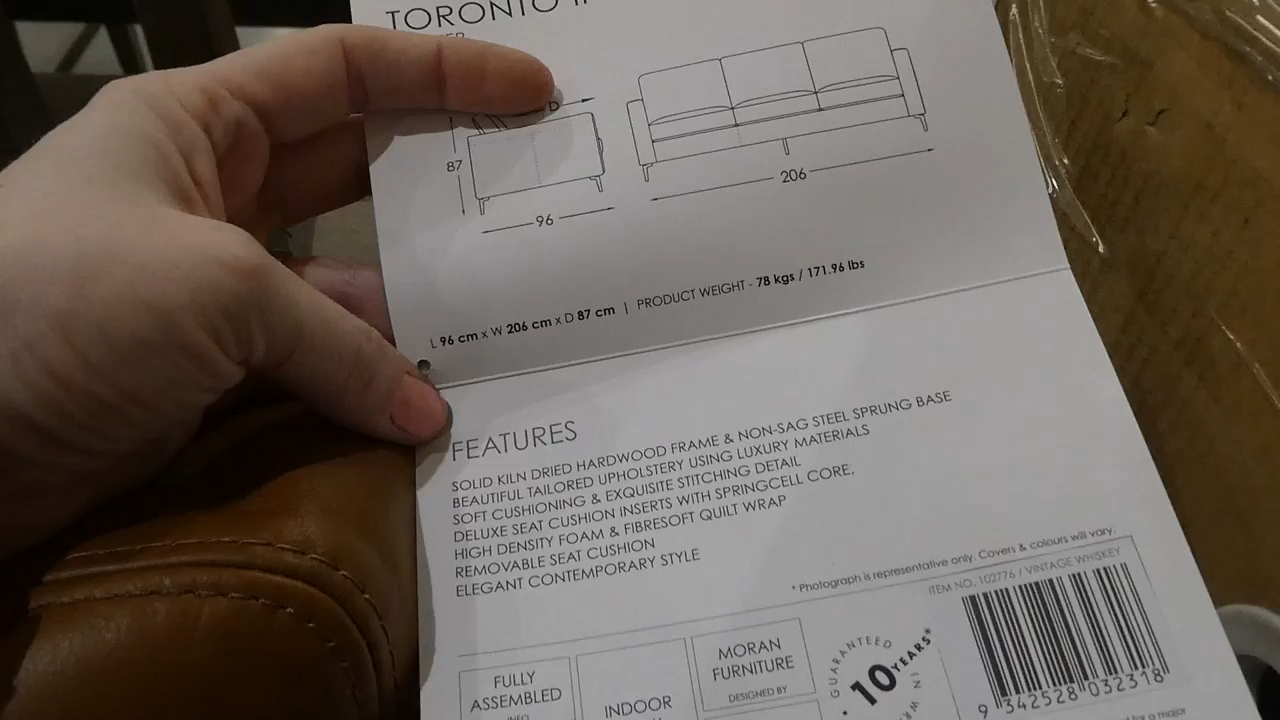 TORONTO
D
87
96
206
L 96 cm x W 206 cm x D 87 cm | PRODUCT WEIGHT - 78 kgs / 171.96 lbs
FEATURES
SOLID KILN DRIED HARDWOOD FRAME & NON-SAG STEEL SPRUNG BASE
BEAUTIFUL TAILORED UPHOLSTERY USING LUXURY MATERIALS
SOFT CUSHIONING & EXQUISITE STITCHING DETAIL
DELUXE SEAT CUSHION INSERTS WITH SPRINGCELL CORE,
HIGH DENSITY FOAM & FIBRESOFT QUILT WRAP
REMOVABLE SEAT CUSHION
ELEGANT CONTEMPORARY STYLE
* Photograph is representative only. Covers & colours will vary.
ITEM NO. 102776 / VINTAGE WHISKEY
9 342528 032318
FULLY
ASSEMBLED
INDOOR
MORAN
FURNITURE
DESIGNED BY
• GUARANTEED
10 YEARS*
for a major